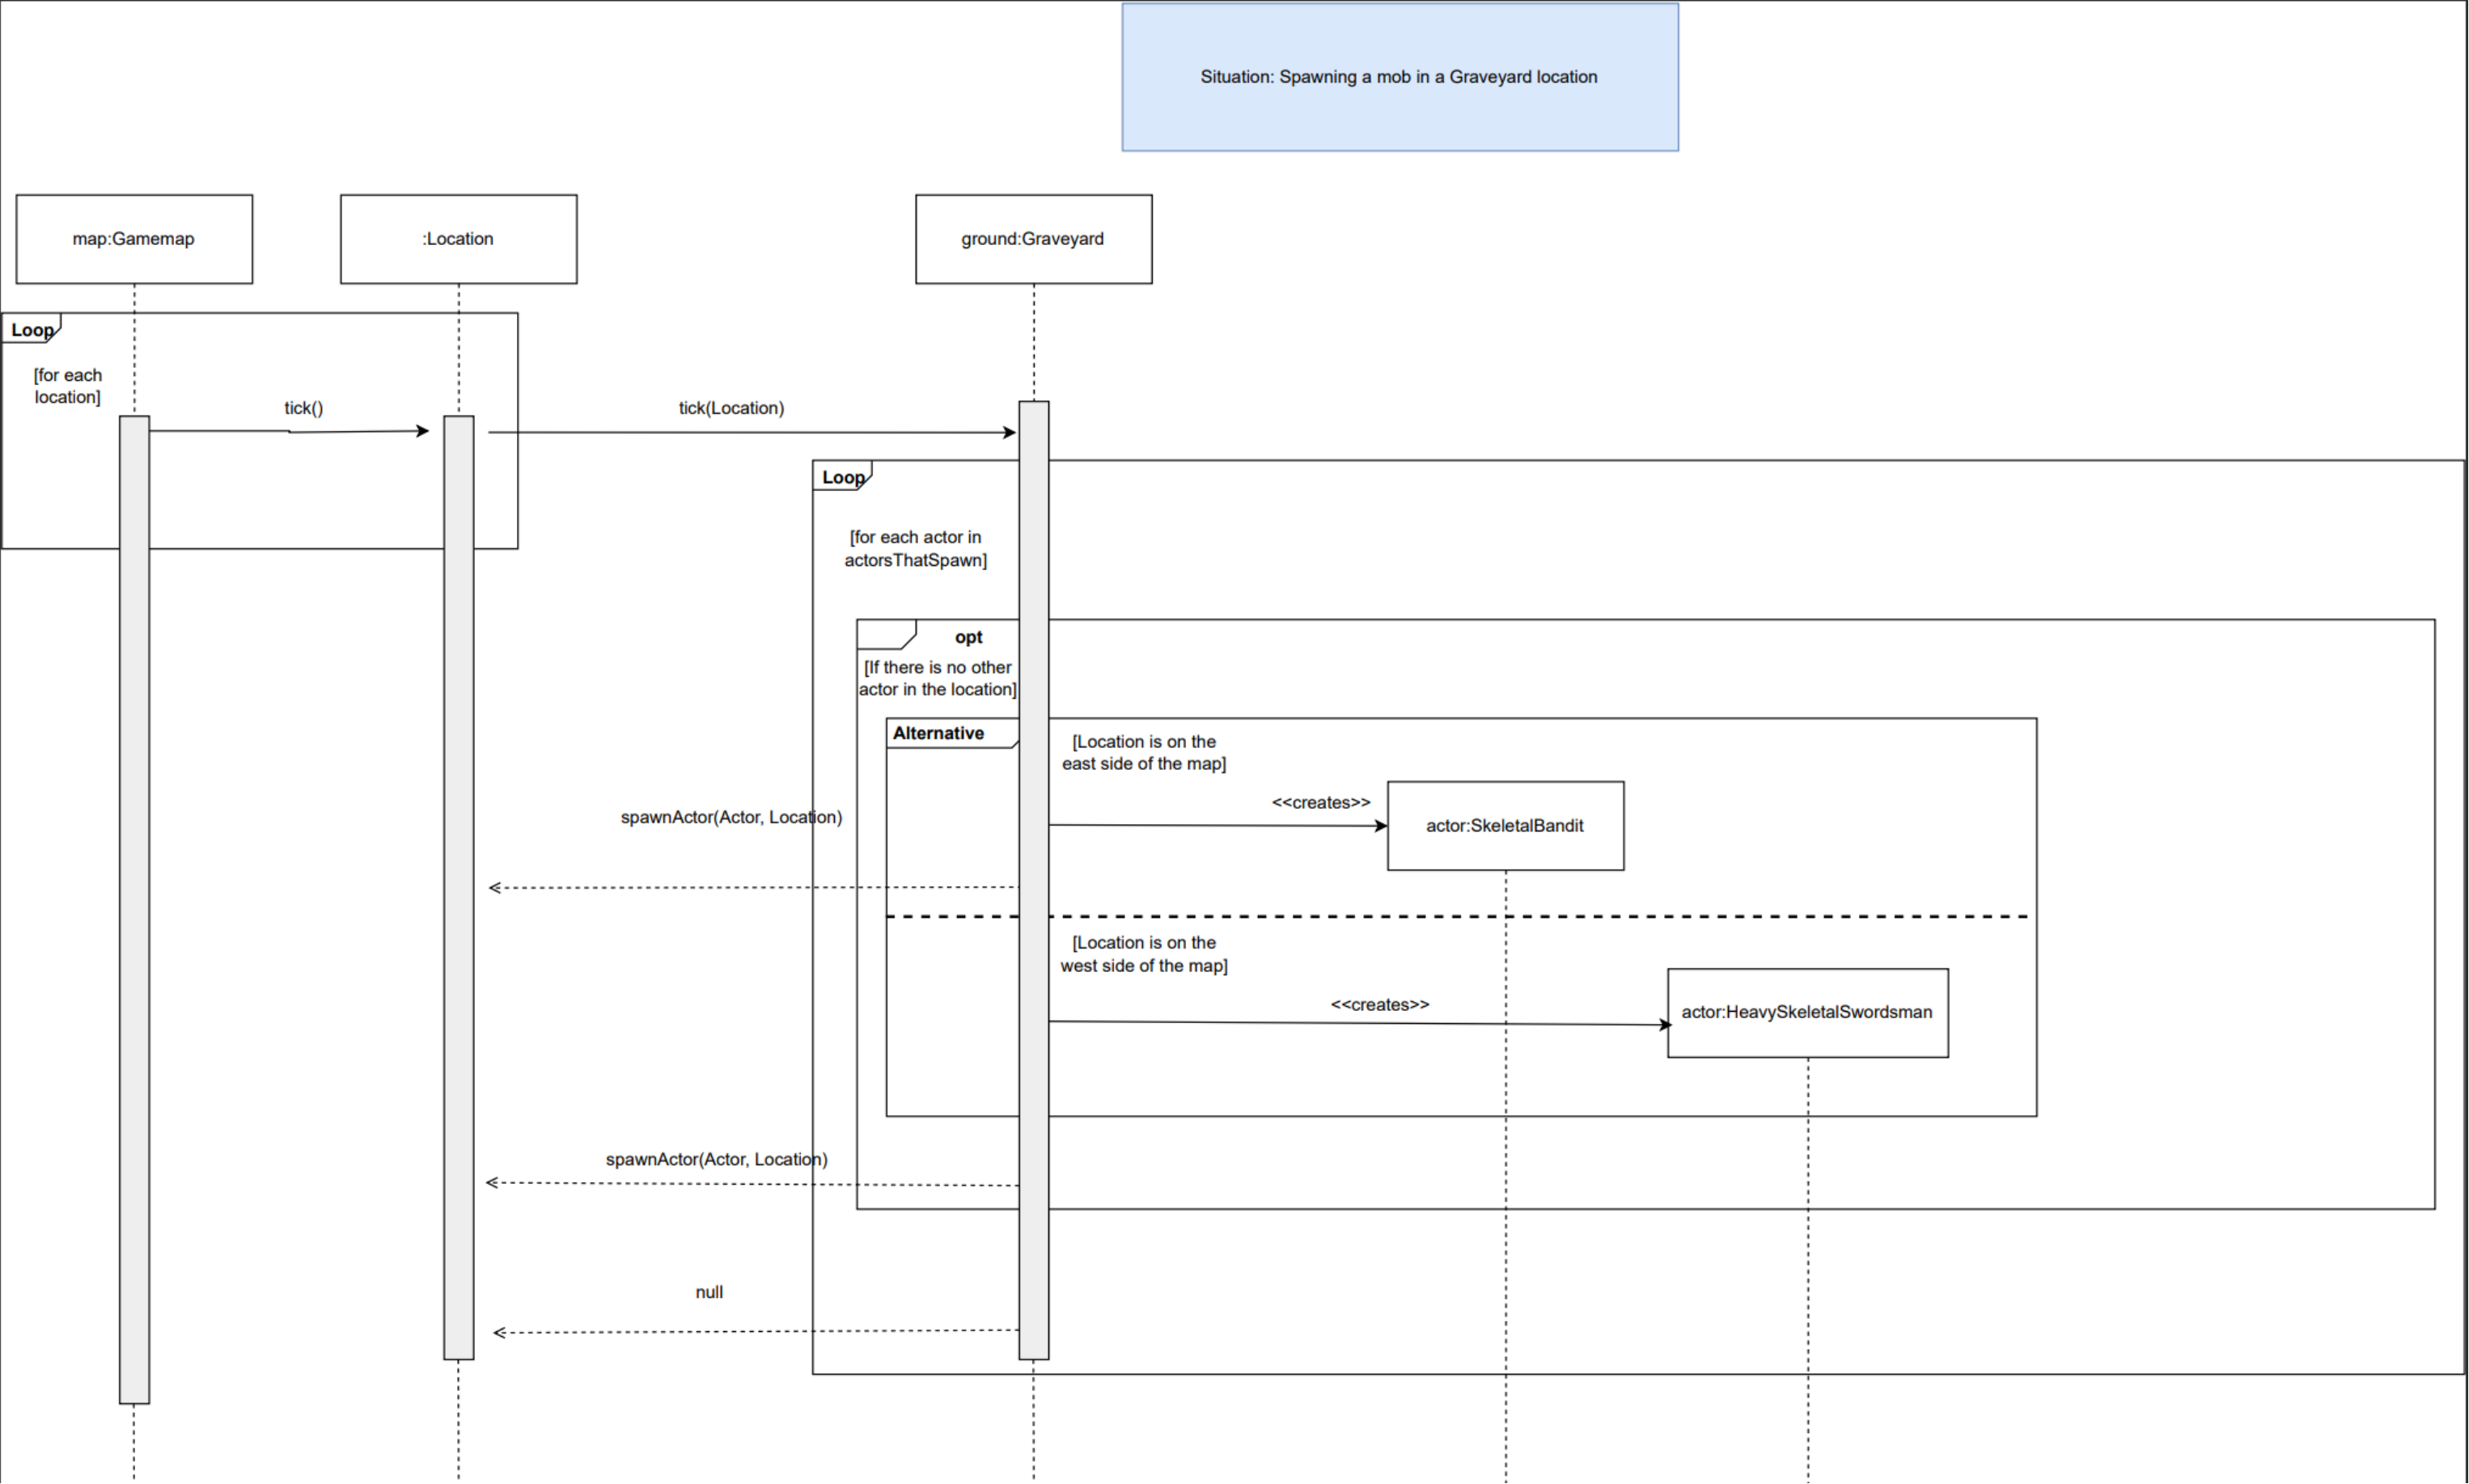 Situation: Spawning a mob in a Graveyard location
map:Gamemap
:Location
ground:Graveyard
Loop
[for each
location]
tick()
tick(Location)
Loop
[for each actor in
actorsThatSpawn]
opt
[If there is no other
actor in the location]
Alternative
[Location is on the
east side of the map]
<<creates>>
actor:SkeletalBandit
spawnActor(Actor, Location)
[Location is on the
west side of the map]
<<creates>>
actor:HeavySkeletalSwordsman
spawnActor(Actor, Location)
null